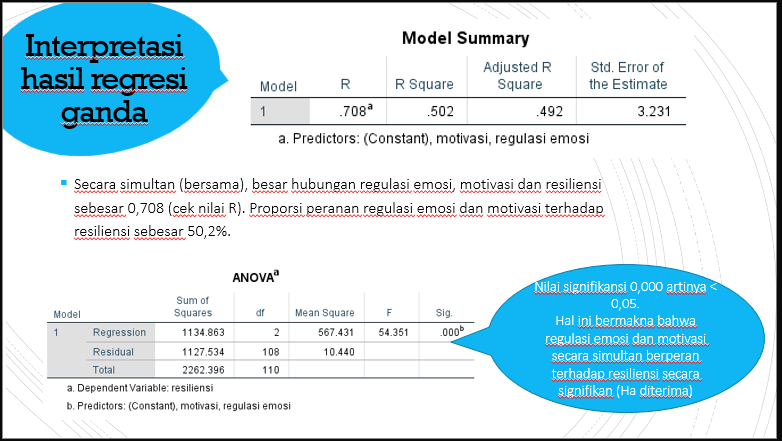 Interpretasi
hasil regresi
ganda
Model Summary
Model R R Square Adjusted R Square Std. Error of the Estimate
1 .708a .502 .492 3.231
a. Predictors: (Constant), motivasi, regulasi emosi
Secara simultan (bersama), besar hubungan regulasi emosi, motivasi dan resiliensi
sebesar 0,708 (cek nilai R). Proporsi peranan regulasi emosi dan motivasi terhadap
resiliensi sebesar 50,2%.
ANOVAa
Model Sum of Squares df Mean Square F Sig.
1 Regression 1134.863 2 567.431 54.351 .000b
Residual 1127.534 108 10.440
Total 2262.396 110
a. Dependent Variable: resiliensi
b. Predictors: (Constant), motivasi, regulasi emosi
Nilai signifikansi 0,000 artinya <
0,05.
Hal ini bermakna bahwa
regulasi emosi dan motivasi
secara simultan berperan
terhadap resiliensi secara
signifikan (Ha diterima)